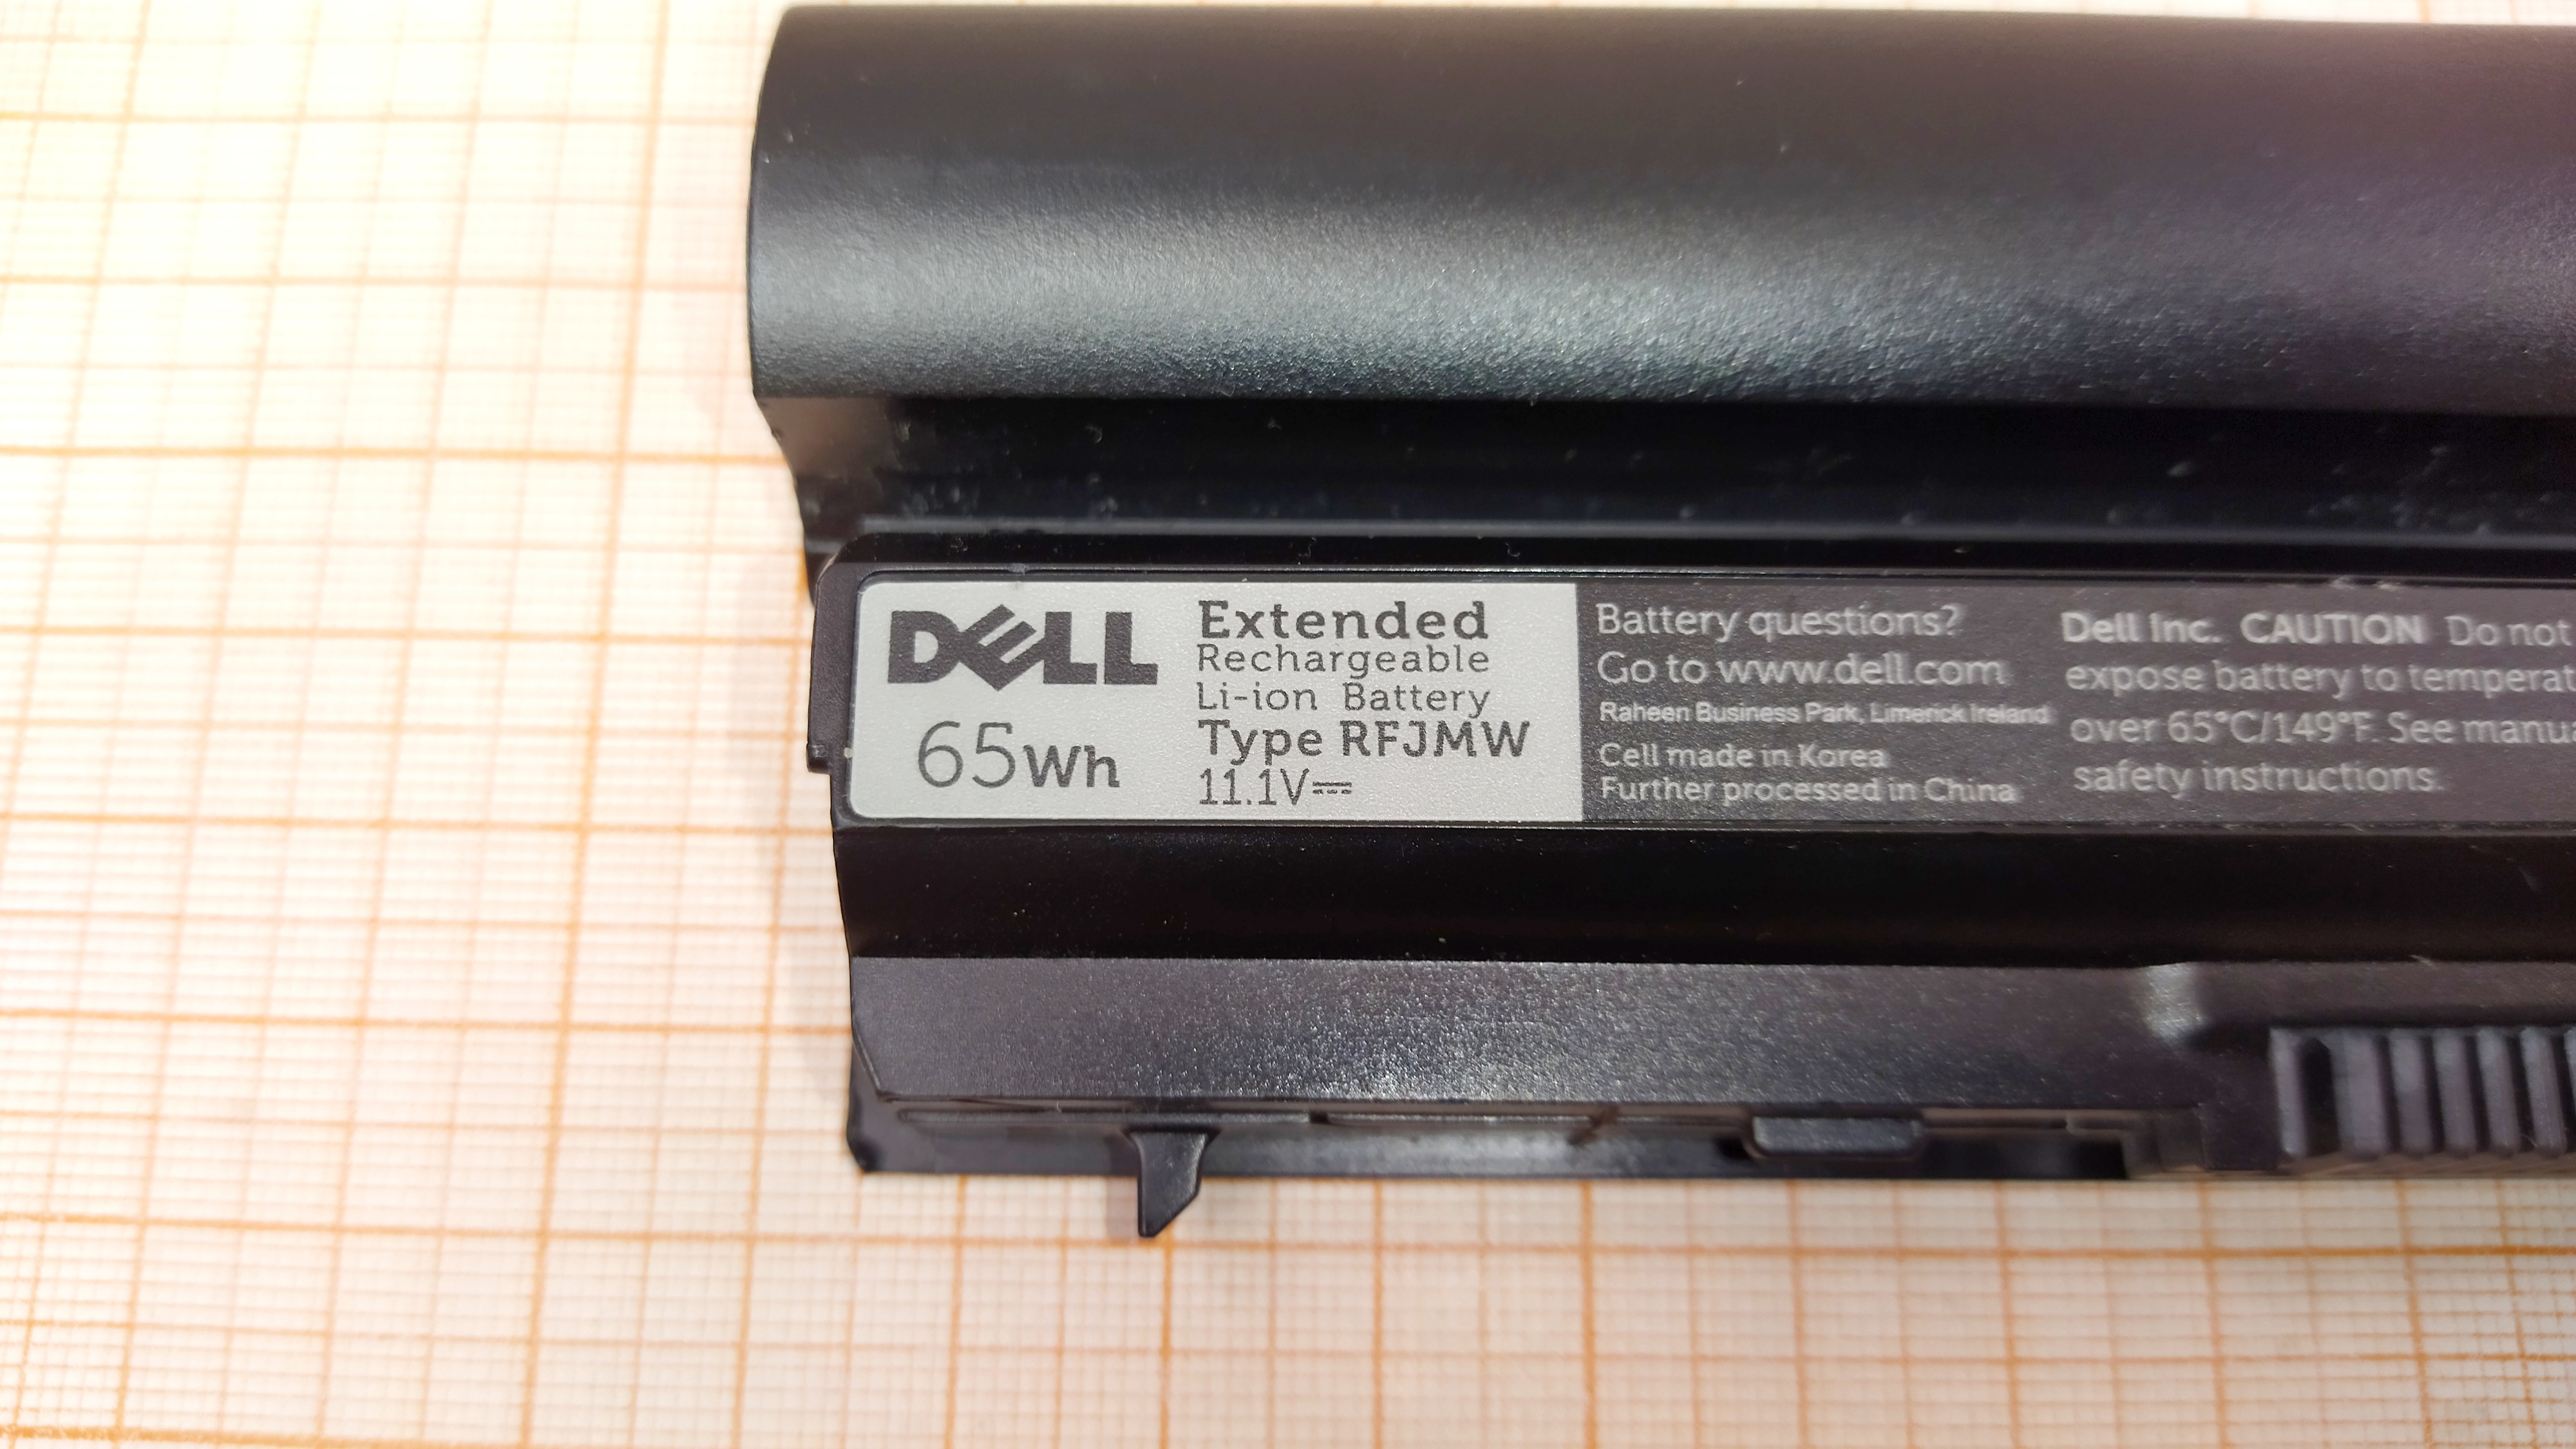 DELL
65Wh
Extended
Rechargeable
Li-ion Battery
Type RFJMW
11.1V⎓
Battery questions?
Go to www.dell.com
Raheen Business Park, Limerick Ireland
Cell made in Korea
Further processed in China
Dell Inc. CAUTION Do not
expose battery to temperat
over 65°C/149°F. See manua
safety instructions.